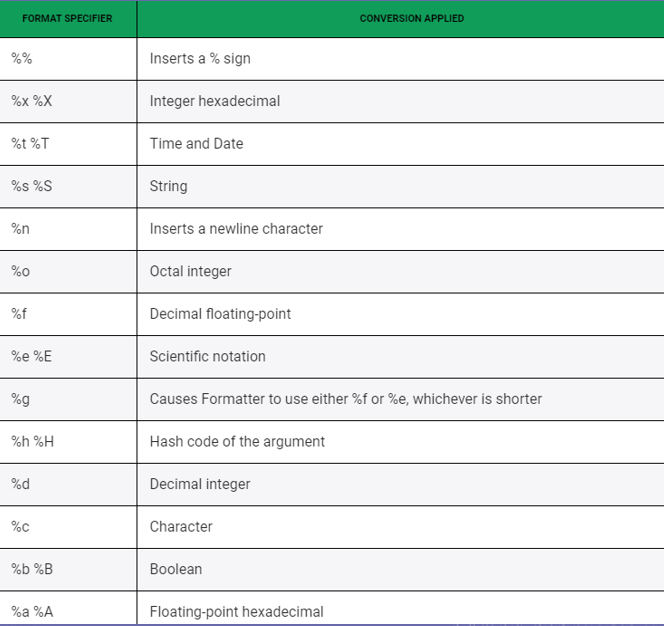 FORMAT SPECIFIER CONVERSION APPLIED
%% Inserts a % sign
%x %X Integer hexadecimal
%t %T Time and Date
%s %S String
%n Inserts a newline character
%o Octal integer
%f Decimal floating-point
%e %E Scientific notation
%g Causes Formatter to use either %f or %e, whichever is shorter
%h %H Hash code of the argument
%d Decimal integer
%c Character
%b %B Boolean
%a %A Floating-point hexadecimal